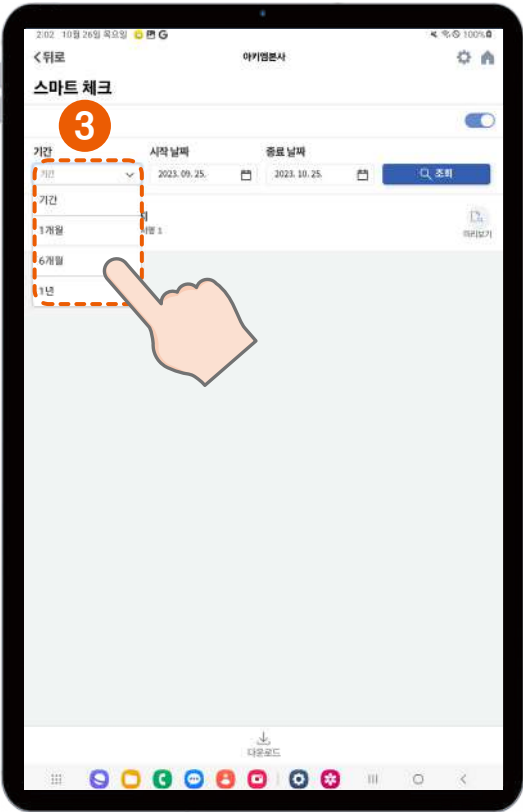 2:02 10월 26일 목요일
100%
뒤로
아키엠본사
스마트 체크
3
기간 시작 날짜 종료 날짜
기간 2023. 09. 25. 2023. 10. 25. 조회
기간
1개월
6개월
1년
미리보기
다운로드